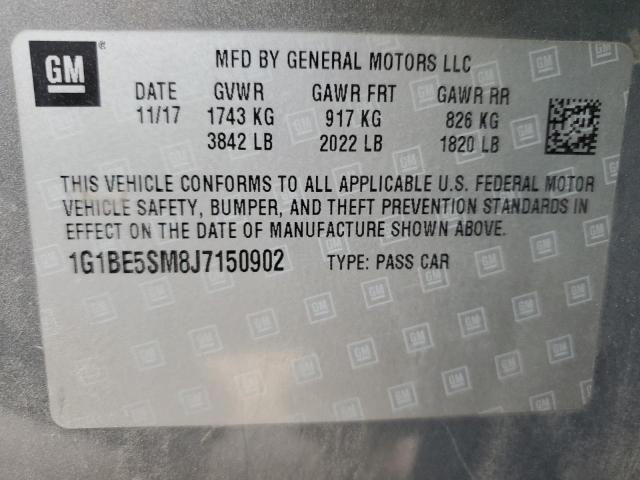 GM
MFD BY GENERAL MOTORS LLC
DATE GVWR GAWR FRT GAWR RR
11/17 1743 KG 917 KG 826 KG
3842 LB 2022 LB 1820 LB
THIS VEHICLE CONFORMS TO ALL APPLICABLE U.S. FEDERAL MOTOR
VEHICLE SAFETY, BUMPER, AND THEFT PREVENTION STANDARDS IN
EFFECT ON THE DATE OF MANUFACTURE SHOWN ABOVE.
1G1BE5SM8J7150902 TYPE: PASS CAR